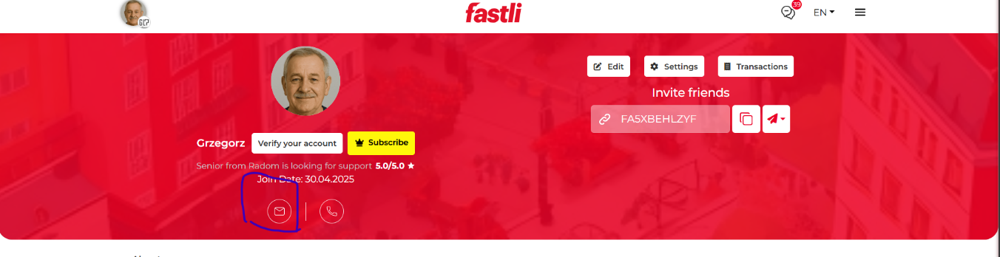 fastli
39
EN
GLP
Edit Settings Transactions
Invite friends
FA5XBEHLZYF
Grzegorz Verify your account Subscribe
Senior from Radom is looking for support 5.0/5.0 ★
Join Date: 30.04.2025